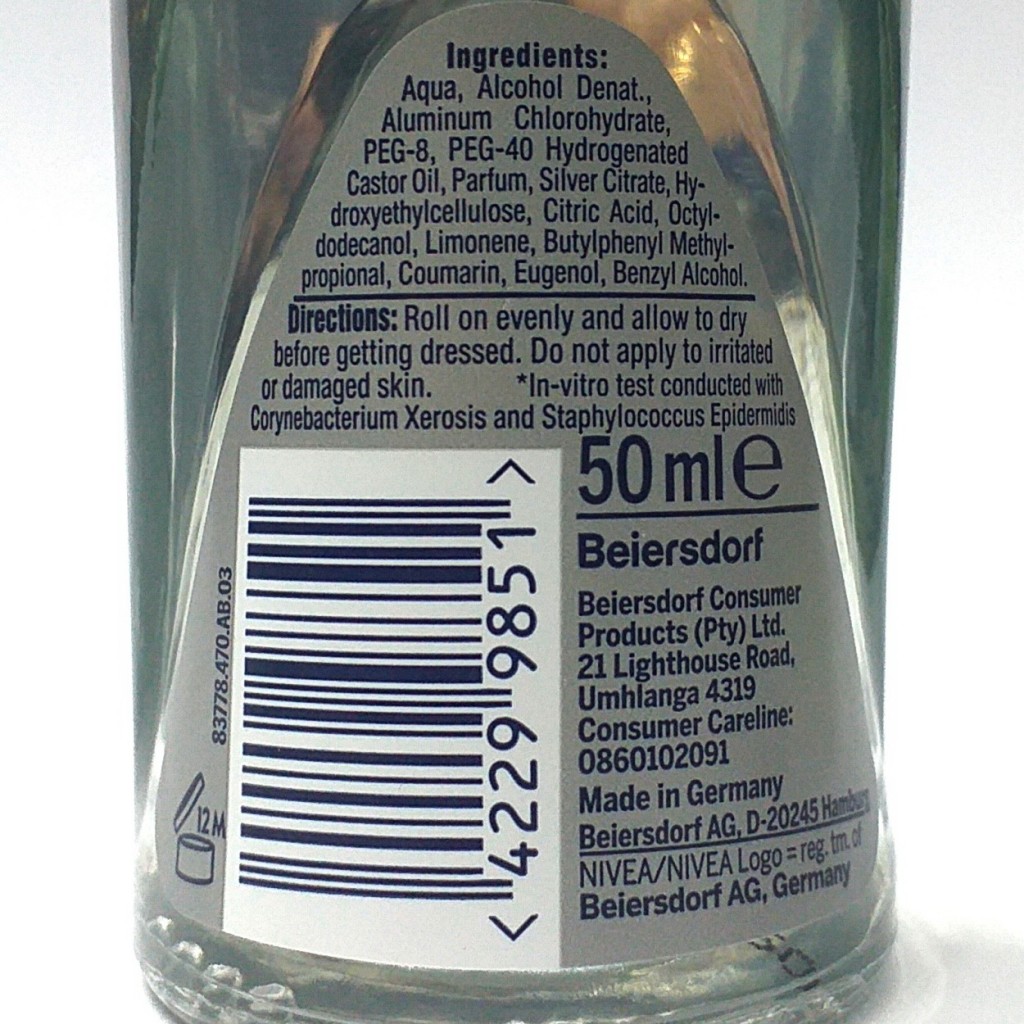 Ingredients:
Aqua, Alcohol Denat.,
Aluminum Chlorohydrate,
PEG-8, PEG-40 Hydrogenated
Castor Oil, Parfum, Silver Citrate, Hy-
droxyethylcellulose, Citric Acid, Octyl-
dodecanol, Limonene, Butylphenyl Methyl-
propional, Coumarin, Eugenol, Benzyl Alcohol.
Directions: Roll on evenly and allow to dry
before getting dressed. Do not apply to irritated
or damaged skin. *In-vitro test conducted with
Corynebacterium Xerosis and Staphylococcus Epidermidis
50 ml e
Beiersdorf
Beiersdorf Consumer
Products (Pty) Ltd.
21 Lighthouse Road,
Umhlanga 4319
Consumer Careline:
0860102091
Made in Germany
Beiersdorf AG, D-20245 Hamburg
NIVEA/NIVEA Logo = reg. tm. of
Beiersdorf AG, Germany
< 4229 9851 >
83778.470.AB.03
12 M